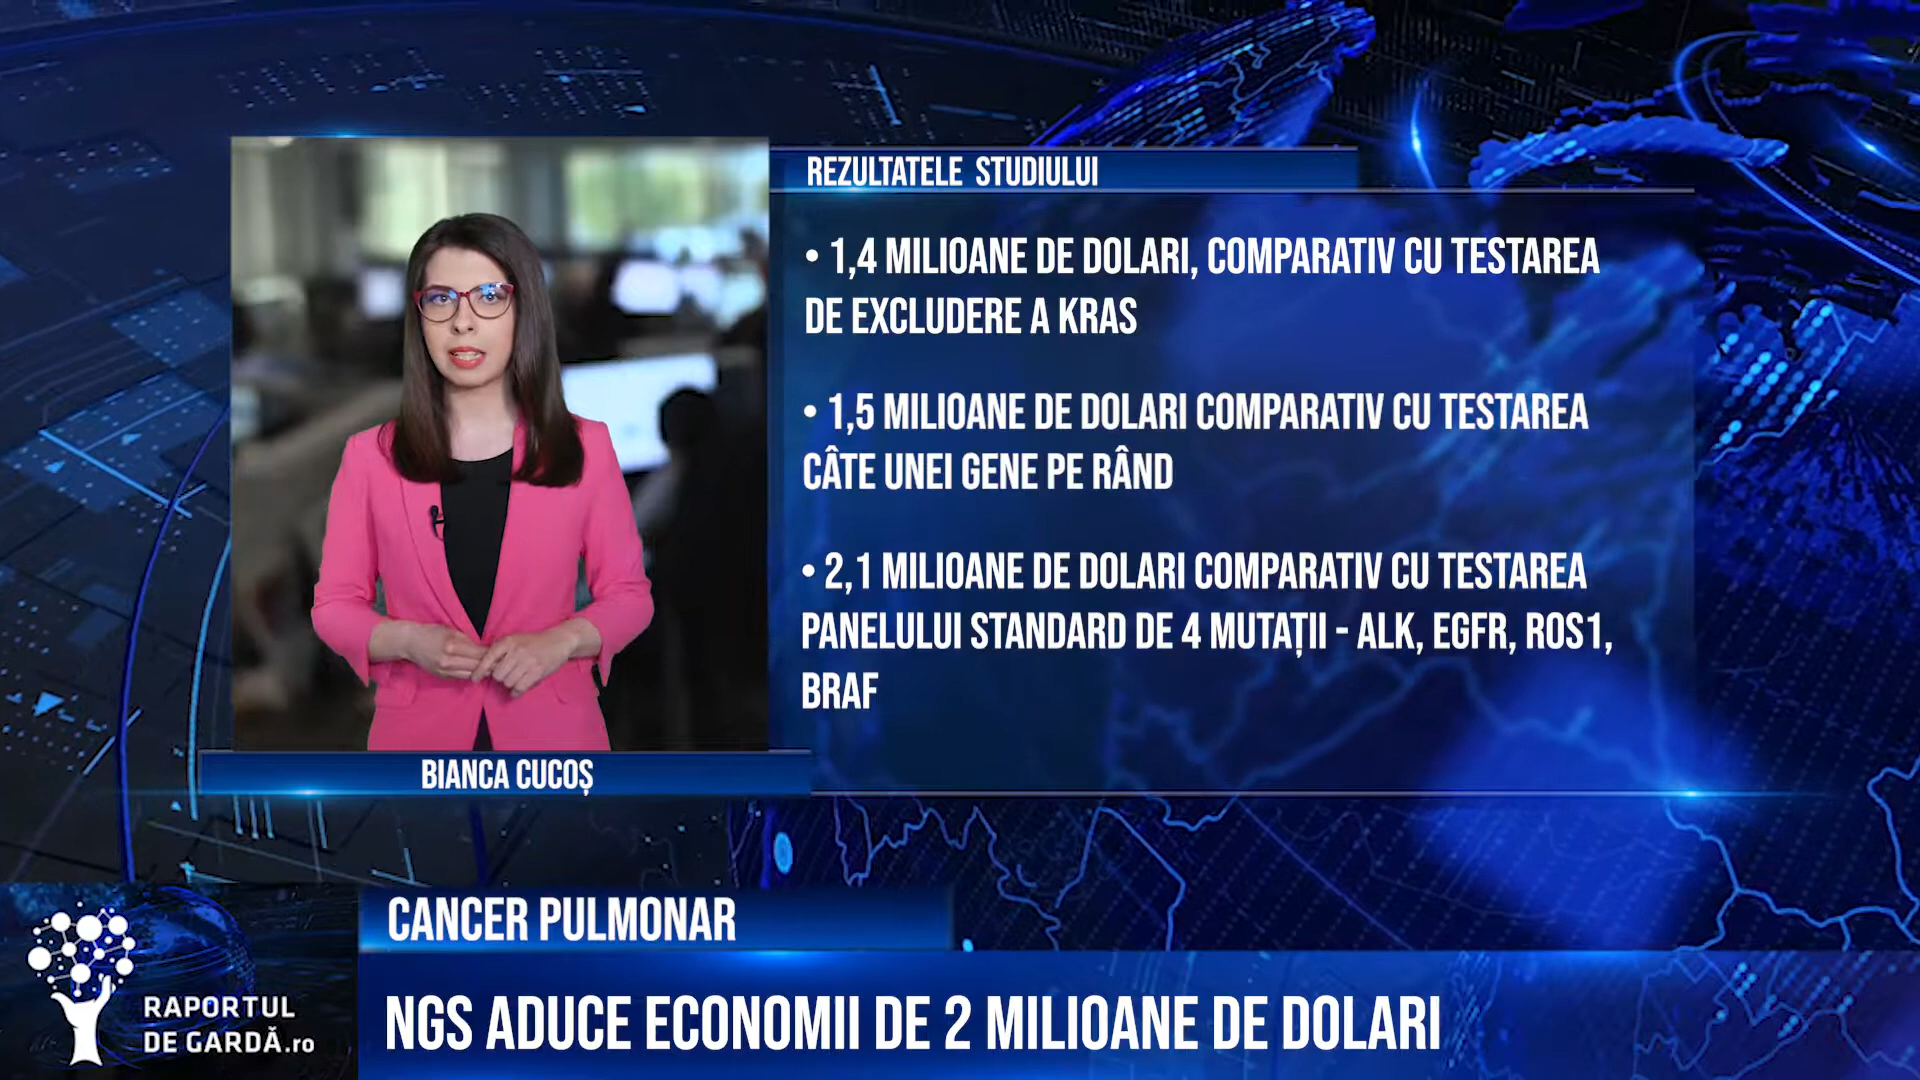 REZULTATELE STUDIULUI
• 1,4 MILIOANE DE DOLARI, COMPARATIV CU TESTAREA
DE EXCLUDERE A KRAS
• 1,5 MILIOANE DE DOLARI COMPARATIV CU TESTAREA
CÂTE UNEI GENE PE RÂND
• 2,1 MILIOANE DE DOLARI COMPARATIV CU TESTAREA
PANELULUI STANDARD DE 4 MUTAȚII - ALK, EGFR, ROS1,
BRAF
BIANCA CUCOȘ
CANCER PULMONAR
NGS ADUCE ECONOMII DE 2 MILIOANE DE DOLARI
RAPORTUL
DE GARDĂ.ro